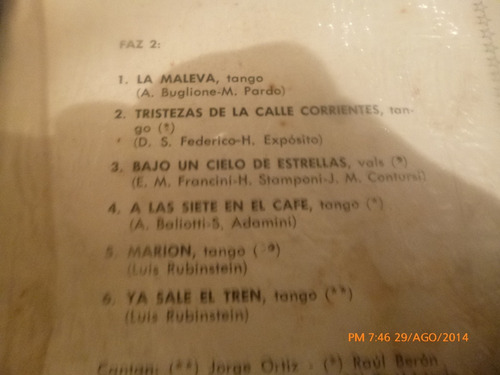 FAZ 2:
1. LA MALEVA, tango
(A. Buglione-M. Pardo)
2. TRISTEZAS DE LA CALLE CORRIENTES, tan-
go (*)
(D. S. Federico-H. Expósito)
3. BAJO UN CIELO DE ESTRELLAS, vals (*)
(E. M. Francini-H. Stamponi-J. M. Contursi)
4. A LAS SIETE EN EL CAFE, tango (*)
(A. Baliotti-S. Adamini)
5. MARION, tango (**)
(Luis Rubinstein)
6. YA SALE EL TREN, tango (**)
(Luis Rubinstein)
Cantan: (**) Jorge Ortiz - (*) Raúl Berón
PM 7:46 29/AGO/2014